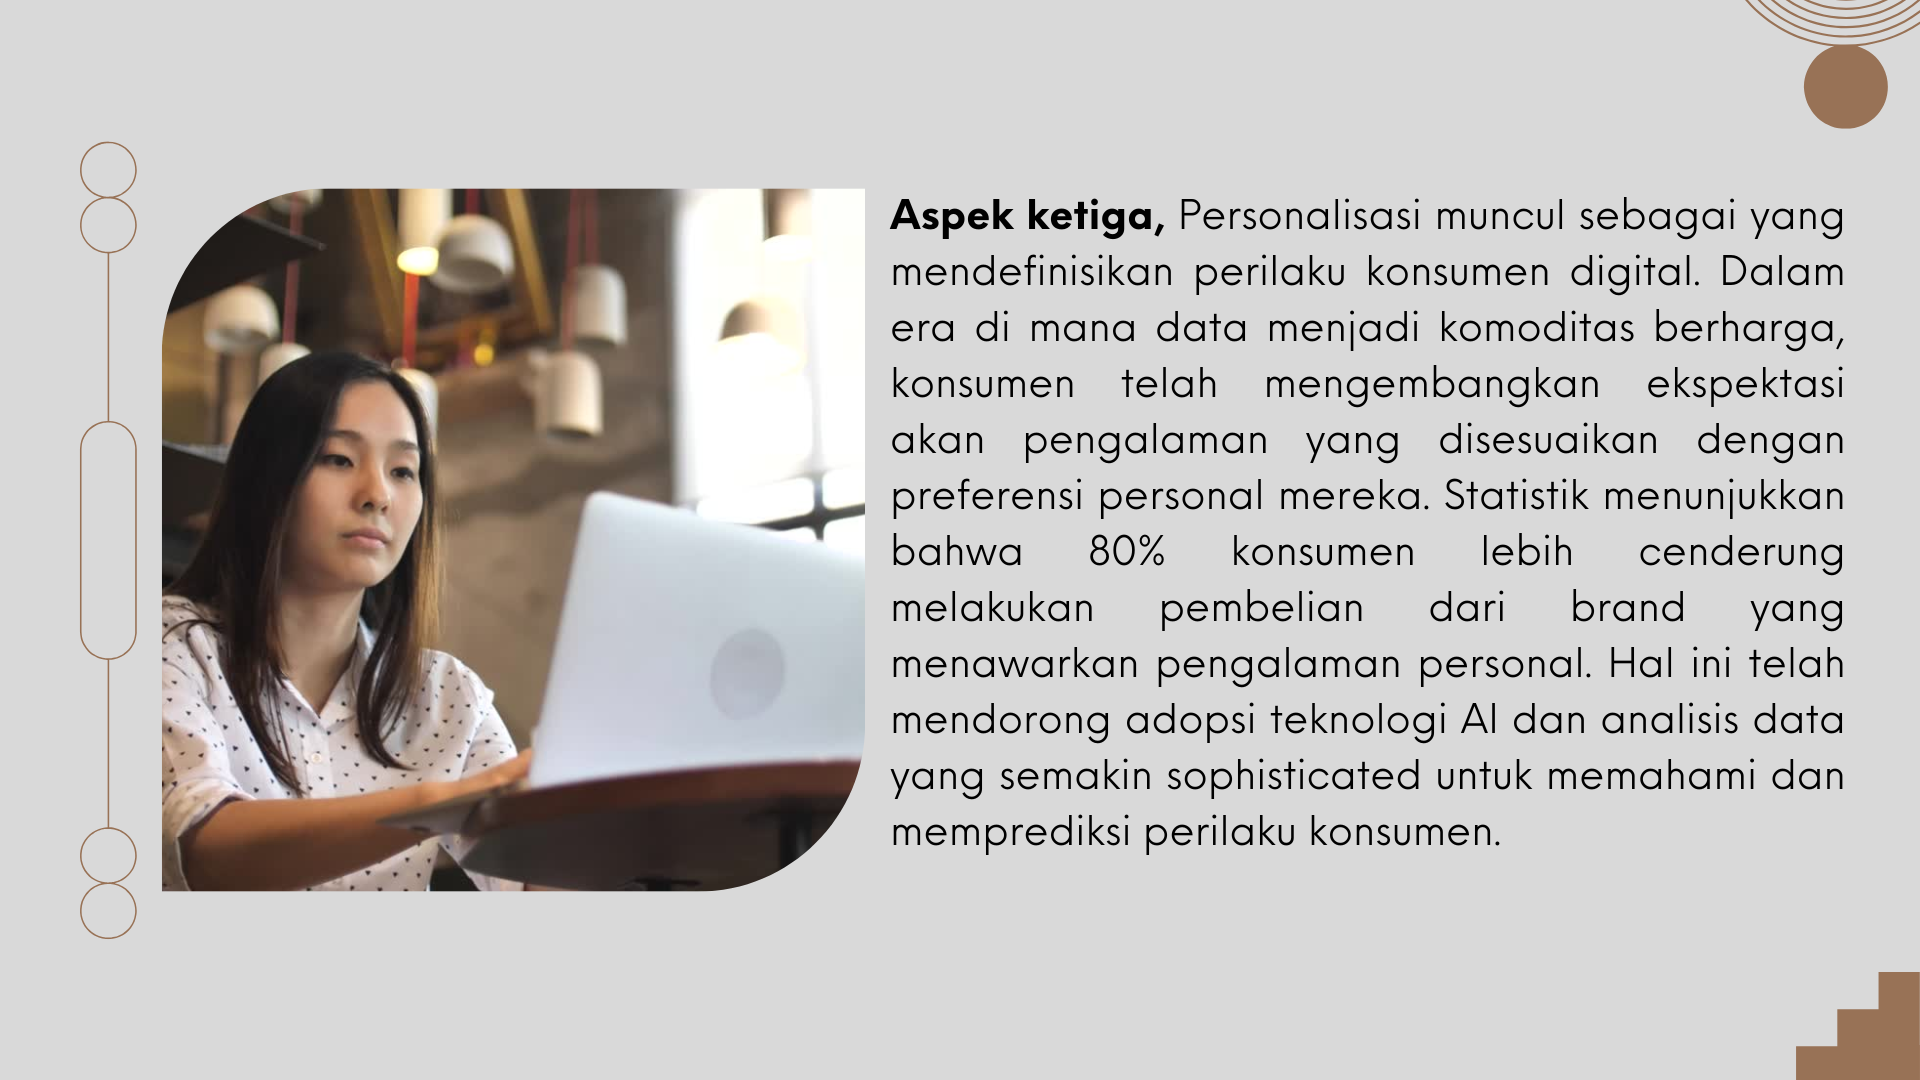 Aspek ketiga, Personalisasi muncul sebagai yang
mendefinisikan perilaku konsumen digital. Dalam
era di mana data menjadi komoditas berharga,
konsumen telah mengembangkan ekspektasi
akan pengalaman yang disesuaikan dengan
preferensi personal mereka. Statistik menunjukkan
bahwa 80% konsumen lebih cenderung
melakukan pembelian dari brand yang
menawarkan pengalaman personal. Hal ini telah
mendorong adopsi teknologi AI dan analisis data
yang semakin sophisticated untuk memahami dan
memprediksi perilaku konsumen.